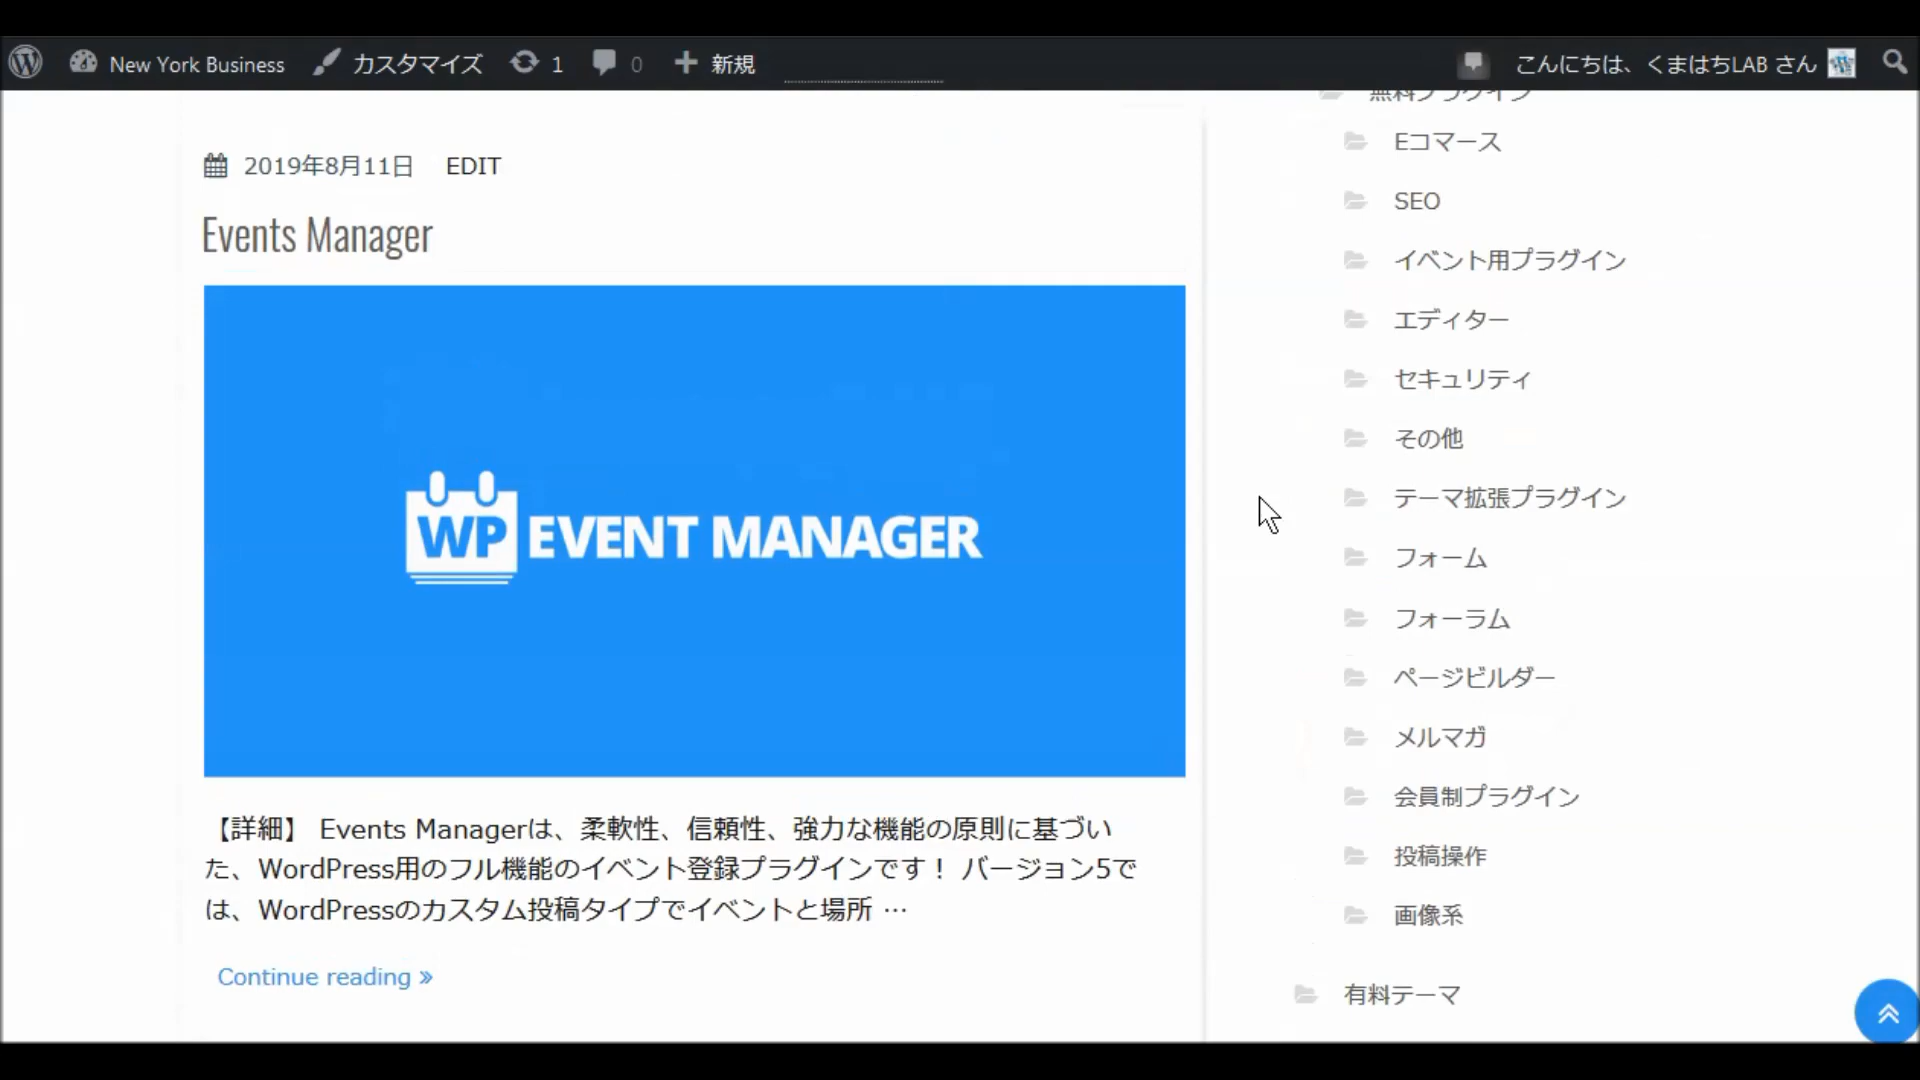 New York Business カスタマイズ 1 0 新規 こんにちは、くまはちLAB さん
2019年8月11日 EDIT
Events Manager
WP EVENT MANAGER
【詳細】 Events Managerは、柔軟性、信頼性、強力な機能の原則に基づい
た、WordPress用のフル機能のイベント登録プラグインです！ バージョン5で
は、WordPressのカスタム投稿タイプでイベントと場所 …
Continue reading »
無料プラグイン
Eコマース
SEO
イベント用プラグイン
エディター
セキュリティ
その他
テーマ拡張プラグイン
フォーム
フォーラム
ページビルダー
メルマガ
会員制プラグイン
投稿操作
画像系
有料テーマ